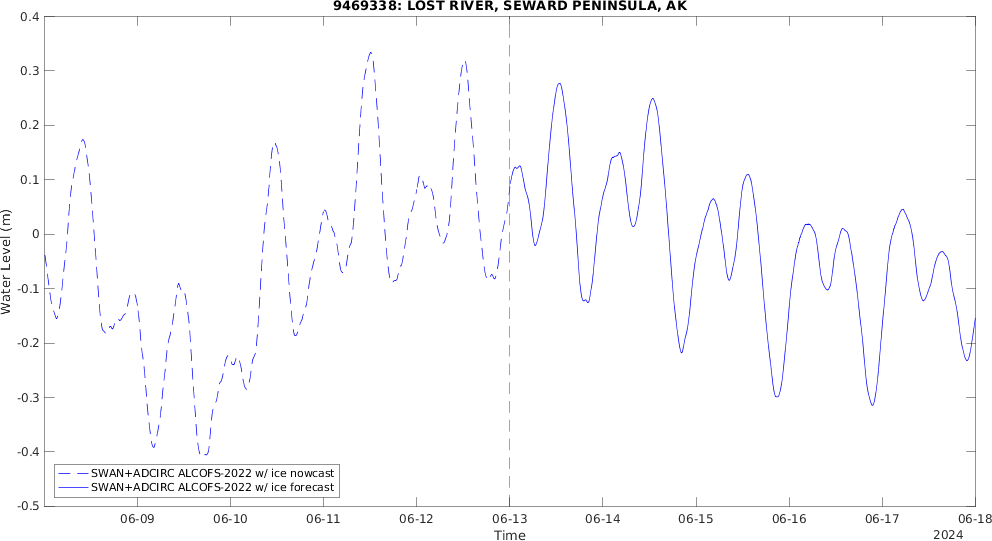 9469338: LOST RIVER, SEWARD PENINSULA, AK
0.4
0.3
0.2
0.1
0
-0.1
-0.2
-0.3
-0.4
-0.5
Water Level (m)
SWAN+ADCIRC ALCOFS-2022 w/ ice nowcast
SWAN+ADCIRC ALCOFS-2022 w/ ice forecast
06-09 06-10 06-11 06-12 06-13 06-14 06-15 06-16 06-17 06-18
Time
2024